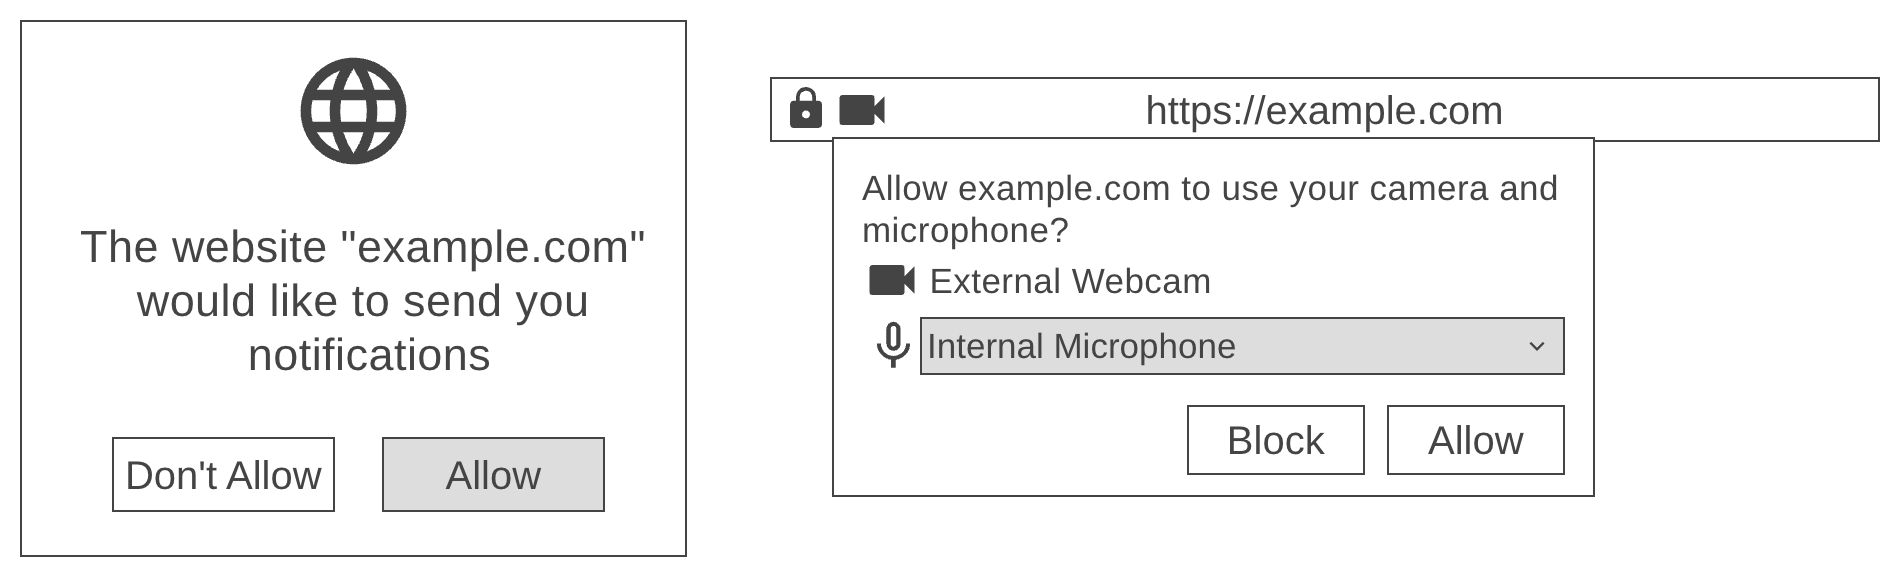 The website "example.com"
would like to send you
notifications
Don't Allow
Allow
https://example.com
Allow example.com to use your camera and
microphone?
External Webcam
Internal Microphone
Block
Allow